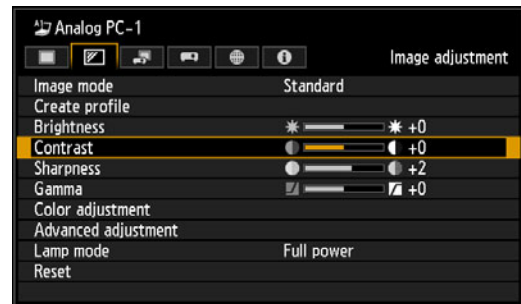 Analog PC-1
Image adjustment
Image mode Standard
Create profile
Brightness +0
Contrast +0
Sharpness +2
Gamma +0
Color adjustment
Advanced adjustment
Lamp mode Full power
Reset